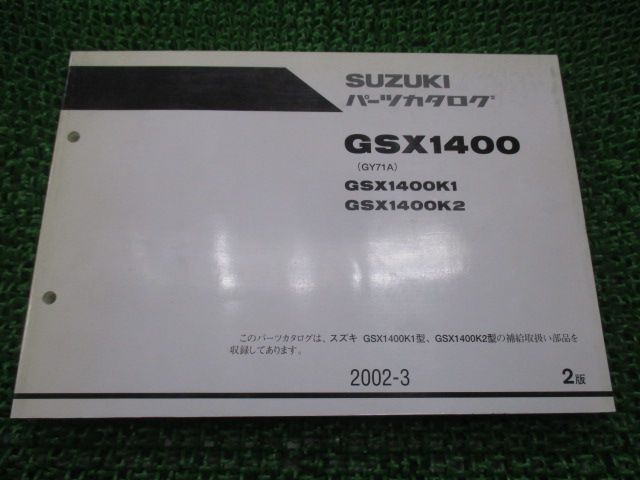 SUZUKI
パーツカタログ
GSX1400
(GY71A)
GSX1400K1
GSX1400K2
このパーツカタログは、スズキ GSX1400K1型、GSX1400K2型の補給取扱い部品を
収録してあります。
2002-3
2版